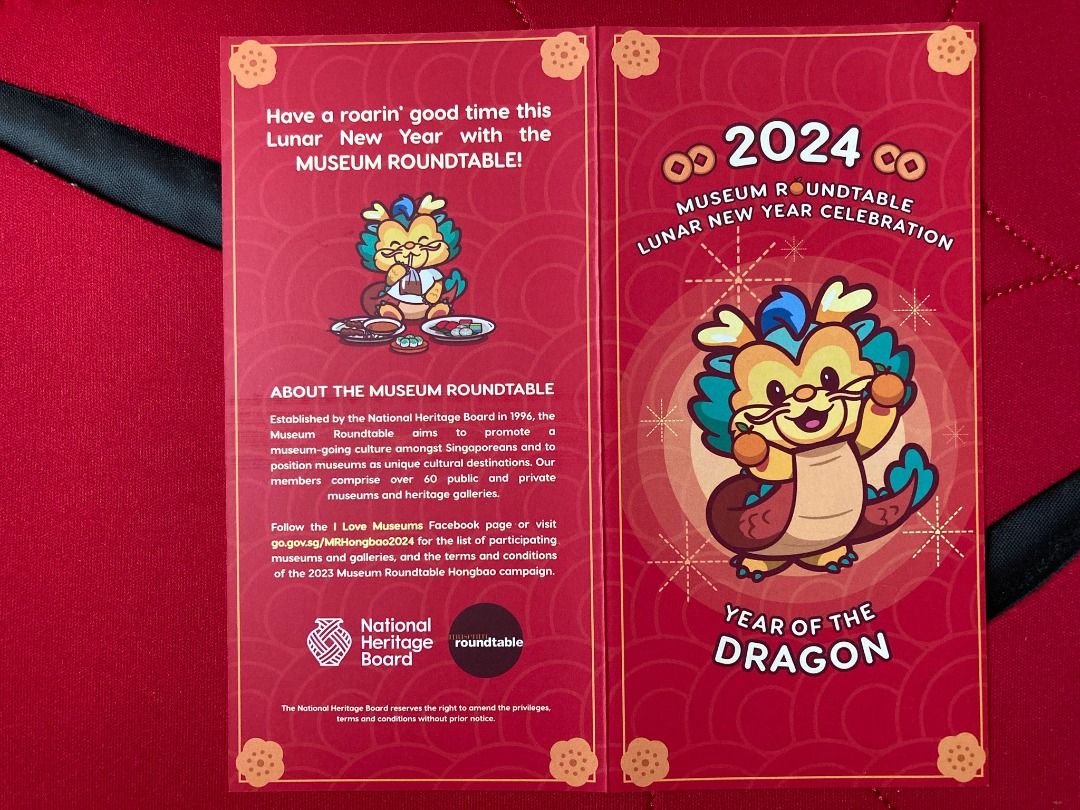 Have a roarin' good time this
Lunar New Year with the
MUSEUM ROUNDTABLE!
ABOUT THE MUSEUM ROUNDTABLE
Established by the National Heritage Board in 1996, the
Museum Roundtable aims to promote a
museum-going culture amongst Singaporeans and to
position museums as unique cultural destinations. Our
members comprise over 60 public and private
museums and heritage galleries.
Follow the I Love Museums Facebook page or visit
go.gov.sg/MRHongbao2024 for the list of participating
museums and galleries, and the terms and conditions
of the 2023 Museum Roundtable Hongbao campaign.
National
Heritage
Board
museum
roundtable
The National Heritage Board reserves the right to amend the privileges,
terms and conditions without prior notice.
2024
MUSEUM ROUNDTABLE
LUNAR NEW YEAR CELEBRATION
YEAR OF THE
DRAGON